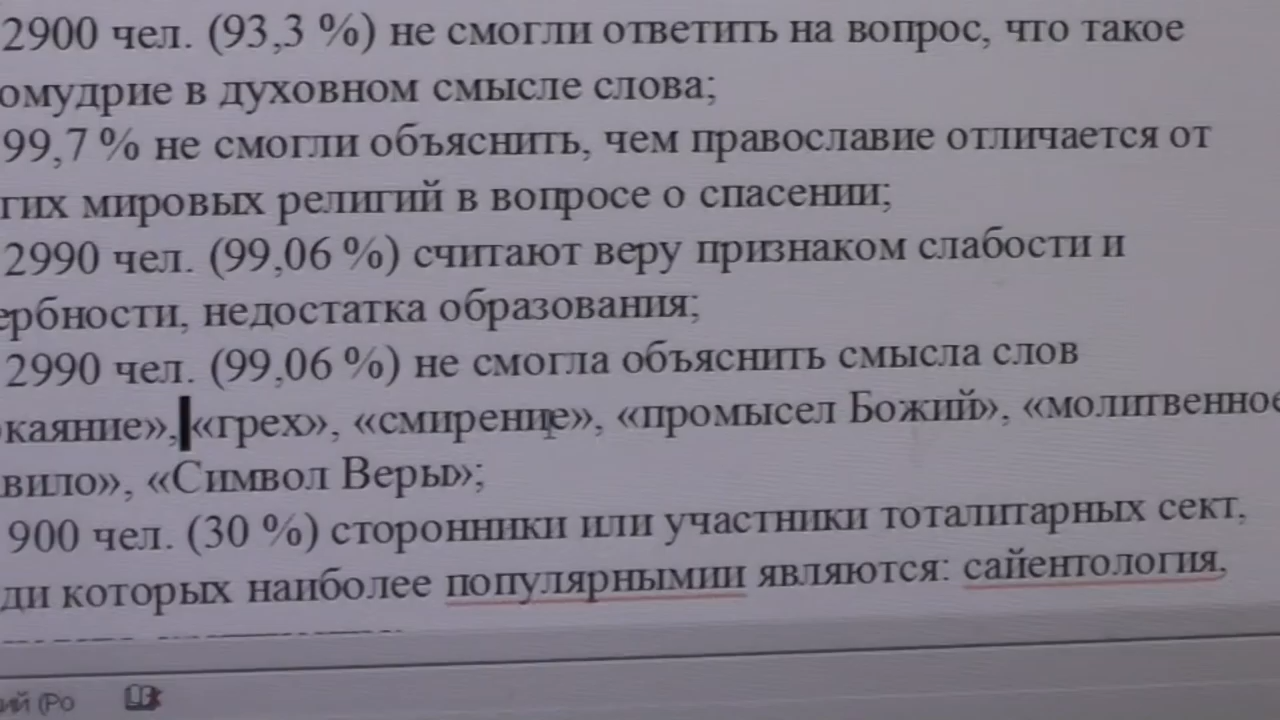 2900 чел. (93,3 %) не смогли ответить на вопрос, что такое
омудрие в духовном смысле слова;
99,7 % не смогли объяснить, чем православие отличается от
гих мировых религий в вопросе о спасении;
2990 чел. (99,06 %) считают веру признаком слабости и
ербности, недостатка образования;
2990 чел. (99,06 %) не смогла объяснить смысла слов
каяние», «грех», «смирение», «промысел Божий», «молитвенное
вило», «Символ Веры»;
900 чел. (30 %) сторонники или участники тоталитарных сект,
ди которых наиболее популярнымии являются: сайентология,
ий (Ро